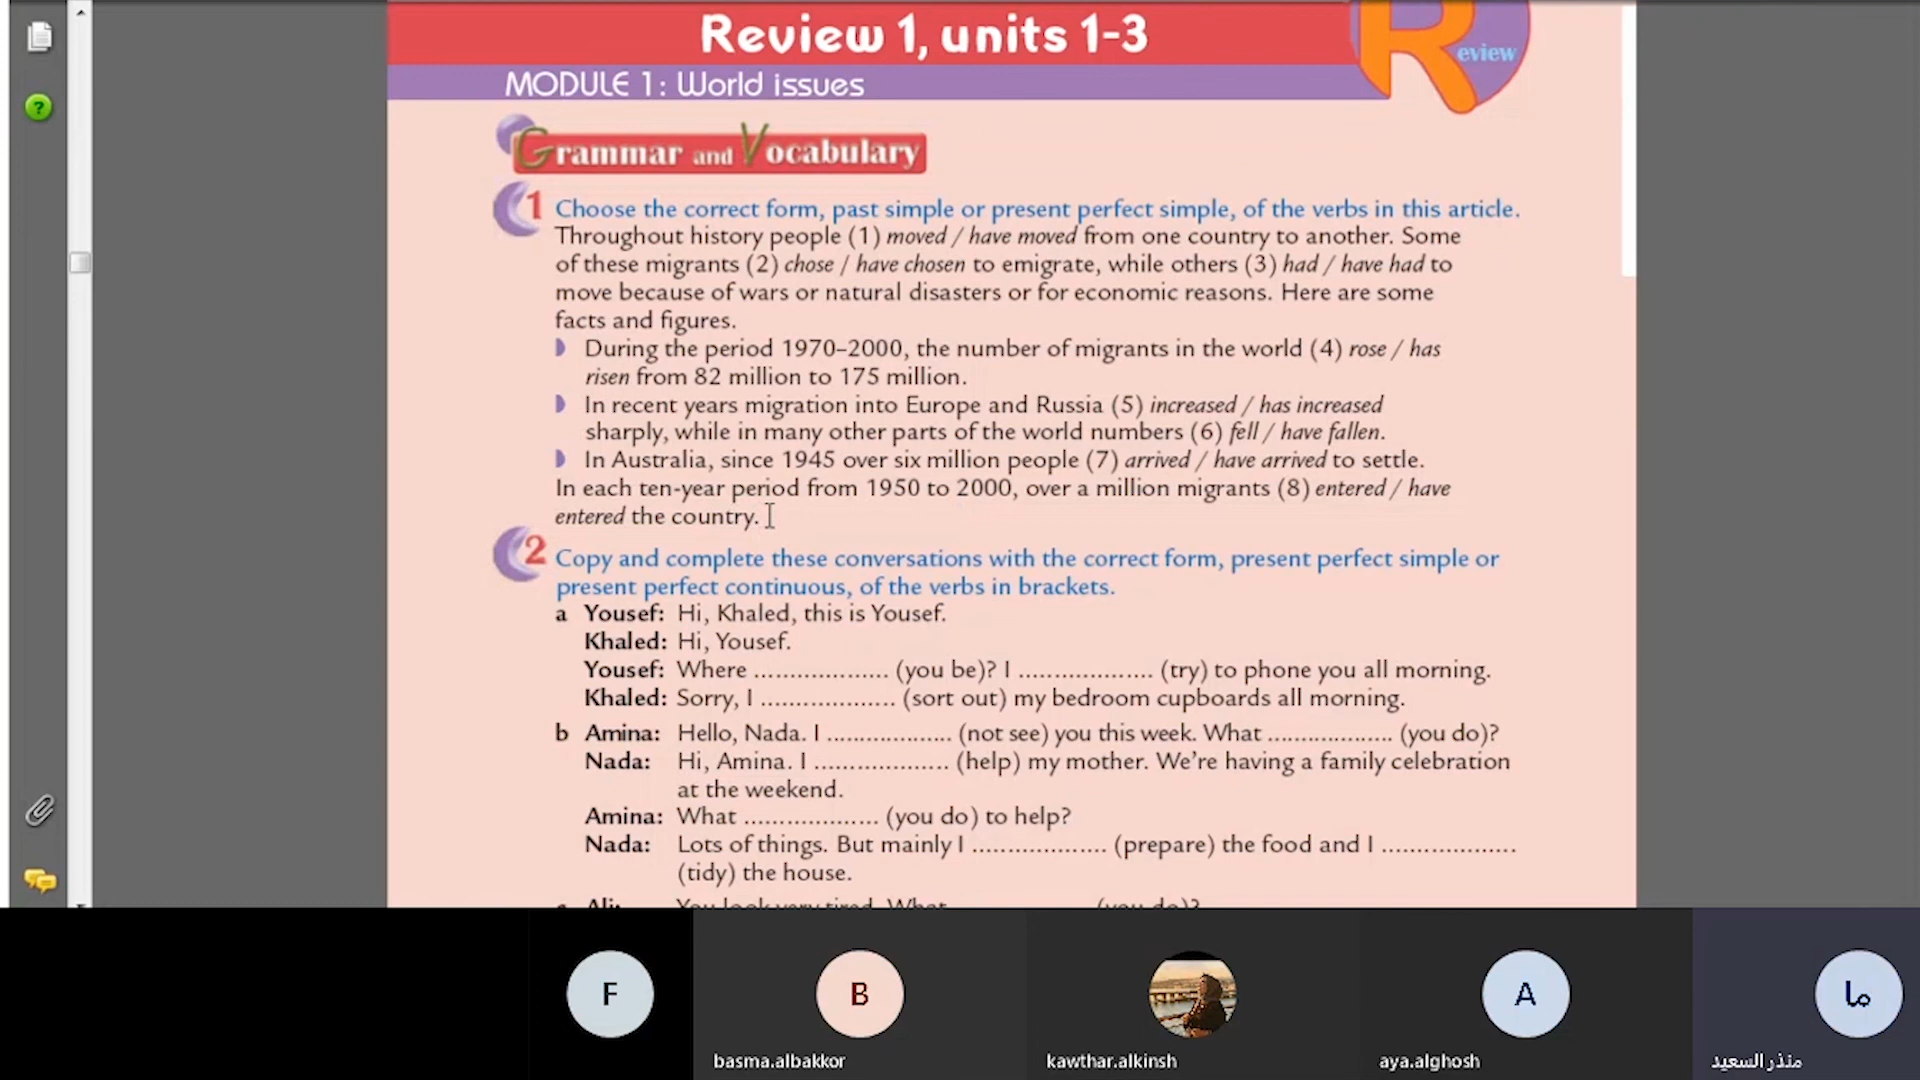 Review 1, units 1-3
Review
MODULE 1: World issues
Grammar and Vocabulary
1 Choose the correct form, past simple or present perfect simple, of the verbs in this article.
Throughout history people (1) moved / have moved from one country to another. Some
of these migrants (2) chose / have chosen to emigrate, while others (3) had / have had to
move because of wars or natural disasters or for economic reasons. Here are some
facts and figures.
During the period 1970–2000, the number of migrants in the world (4) rose / has
risen from 82 million to 175 million.
In recent years migration into Europe and Russia (5) increased / has increased
sharply, while in many other parts of the world numbers (6) fell / have fallen.
In Australia, since 1945 over six million people (7) arrived / have arrived to settle.
In each ten-year period from 1950 to 2000, over a million migrants (8) entered / have
entered the country.
2 Copy and complete these conversations with the correct form, present perfect simple or
present perfect continuous, of the verbs in brackets.
a Yousef: Hi, Khaled, this is Yousef.
Khaled: Hi, Yousef.
Yousef: Where .................... (you be)? I .................... (try) to phone you all morning.
Khaled: Sorry, I .................... (sort out) my bedroom cupboards all morning.
b Amina: Hello, Nada. I ................... (not see) you this week. What ................... (you do)?
Nada: Hi, Amina. I .................... (help) my mother. We're having a family celebration
at the weekend.
Amina: What .................... (you do) to help?
Nada: Lots of things. But mainly I .................... (prepare) the food and I ....................
(tidy) the house.
c Ali: You look very tired. What (you do)?
?
F
B
A
ما
basma.albakkor
kawthar.alkinsh
aya.alghosh
منذر السعيد